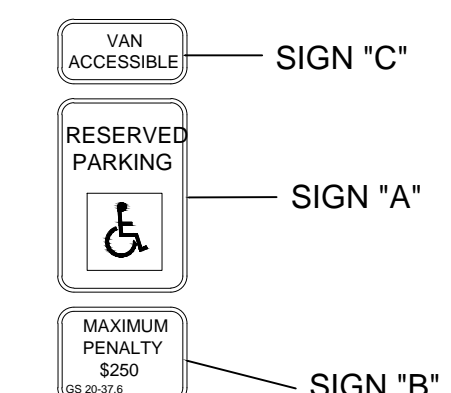 VAN
ACCESSIBLE
SIGN "C"
RESERVED
PARKING
SIGN "A"
MAXIMUM
PENALTY
$250
GS 20-37.6
SIGN "B"